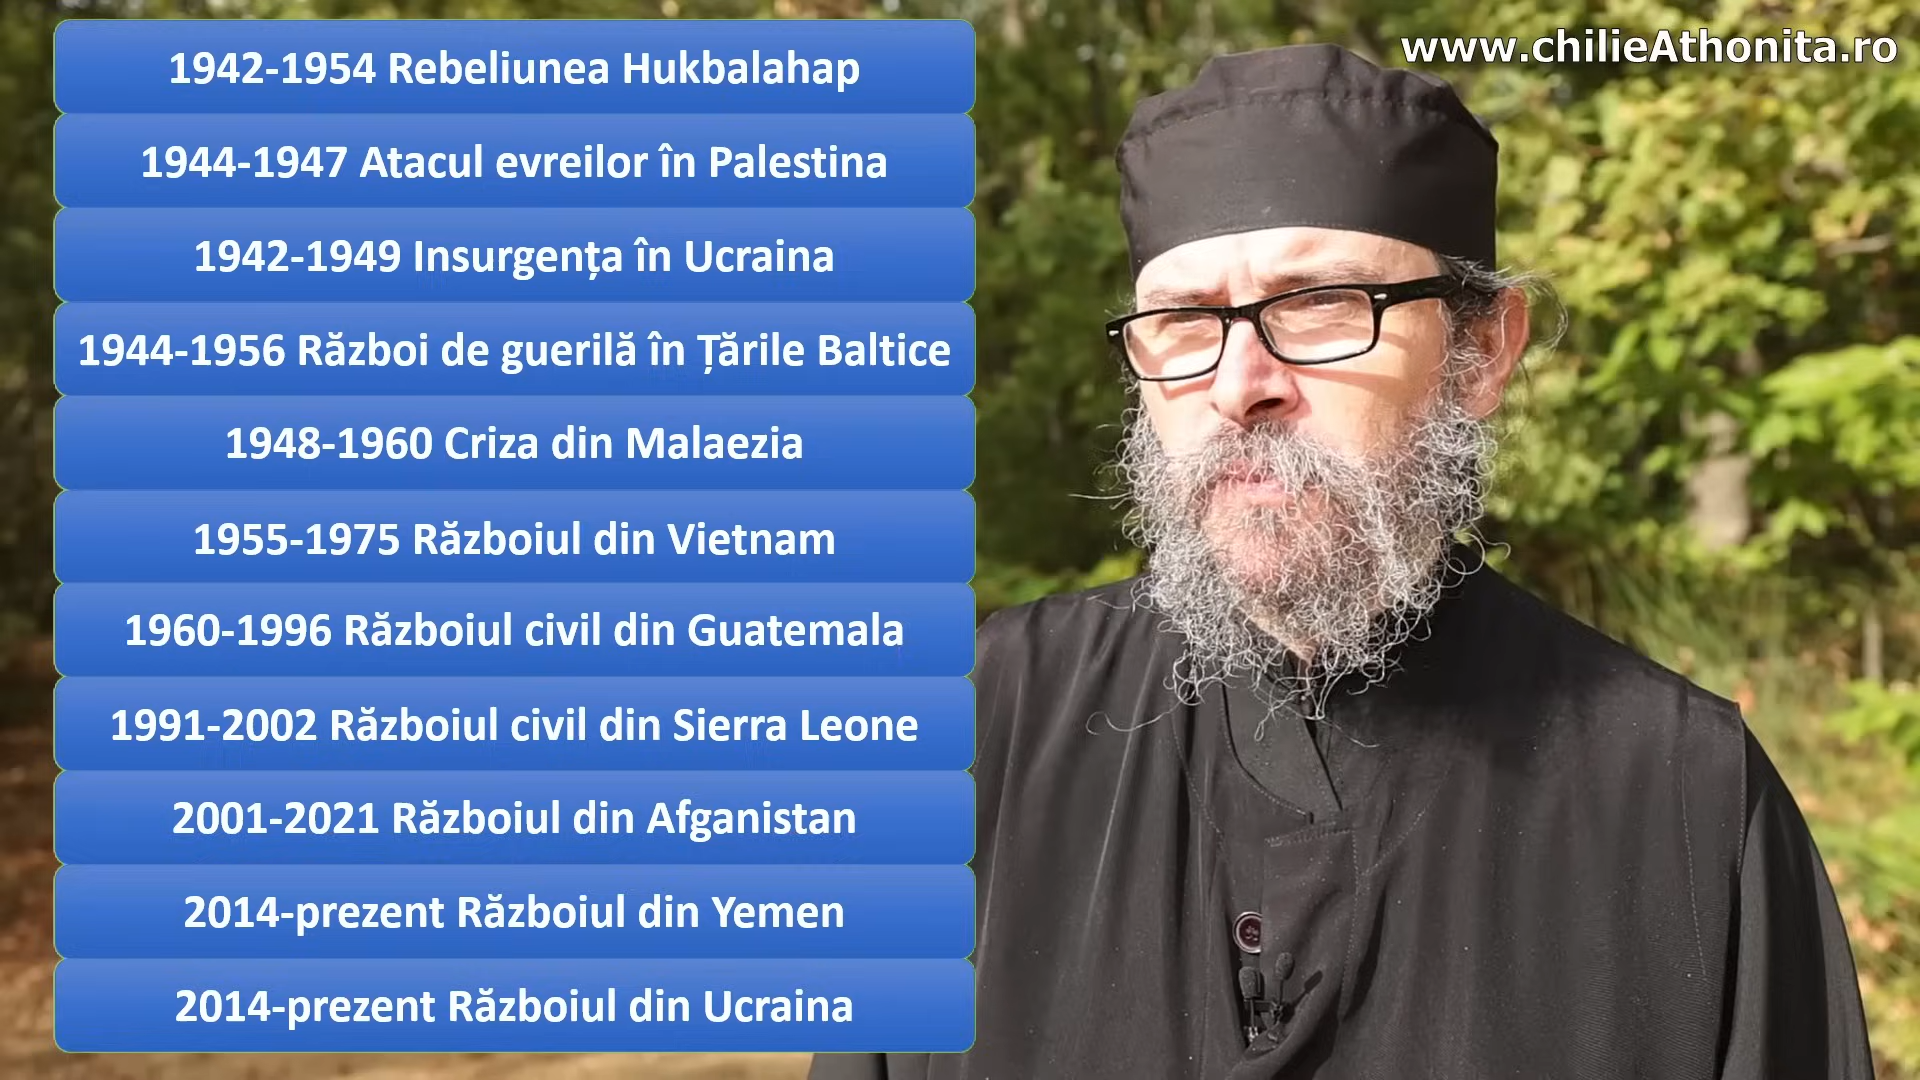 1942-1954 Rebeliunea Hukbalahap
1944-1947 Atacul evreilor în Palestina
1942-1949 Insurgența în Ucraina
1944-1956 Război de guerilă în Țările Baltice
1948-1960 Criza din Malaezia
1955-1975 Războiul din Vietnam
1960-1996 Războiul civil din Guatemala
1991-2002 Războiul civil din Sierra Leone
2001-2021 Războiul din Afganistan
2014-prezent Războiul din Yemen
2014-prezent Războiul din Ucraina
www.chilieAthonita.ro